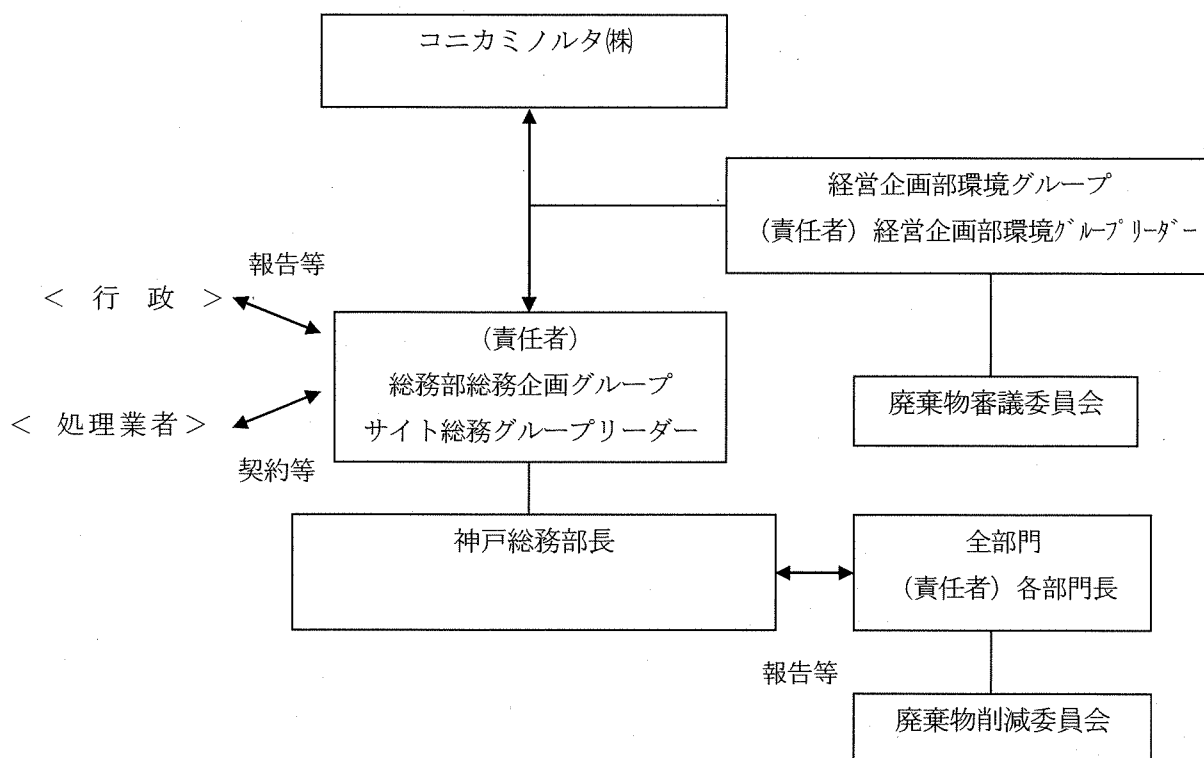 コニカミノルタ㈱
経営企画部環境グループ
（責任者）経営企画部環境ｸﾞﾙｰﾌﾟﾘｰﾀﾞｰ
報告等
＜　行　政　＞
（責任者）
総務部総務企画グループ
サイト総務グループリーダー
廃棄物審議委員会
＜　処理業者＞
契約等
神戸総務部長
全部門
（責任者）各部門長
報告等
廃棄物削減委員会